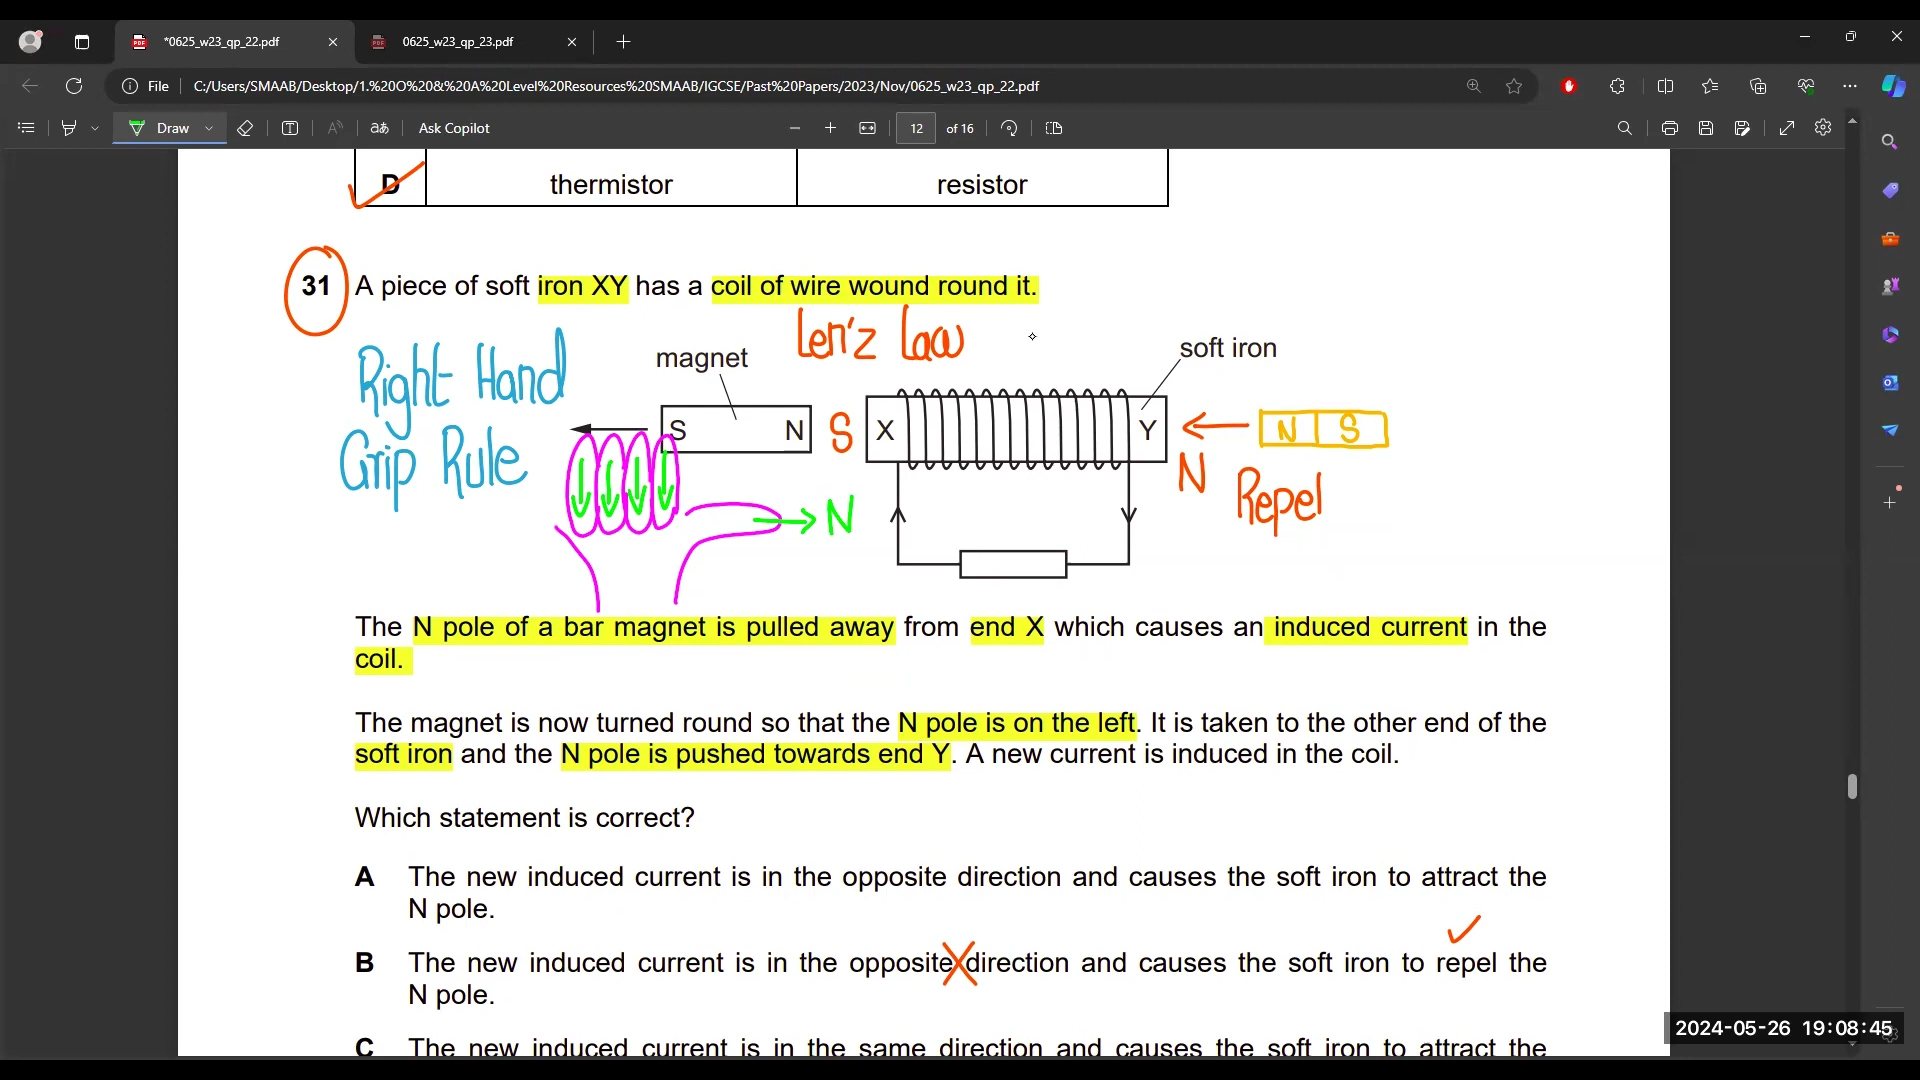 *0625_w23_qp_22.pdf
0625_w23_qp_23.pdf
File
C:/Users/SMAAB/Desktop/1.%20O%20&%20A%20Level%20Resources%20SMAAB/IGCSE/Past%20Papers/2023/Nov/0625_w23_qp_22.pdf
Draw
Ask Copilot
12 of 16
D thermistor resistor
31 A piece of soft iron XY has a coil of wire wound round it.
Len'z Law
Right Hand
Grip Rule
magnet
soft iron
S N S X Y N S
N
Repel
N
The N pole of a bar magnet is pulled away from end X which causes an induced current in the
coil.
The magnet is now turned round so that the N pole is on the left. It is taken to the other end of the
soft iron and the N pole is pushed towards end Y. A new current is induced in the coil.
Which statement is correct?
A The new induced current is in the opposite direction and causes the soft iron to attract the
N pole.
B The new induced current is in the opposite direction and causes the soft iron to repel the
N pole.
C The new induced current is in the same direction and causes the soft iron to attract the
2024-05-26 19:08:45